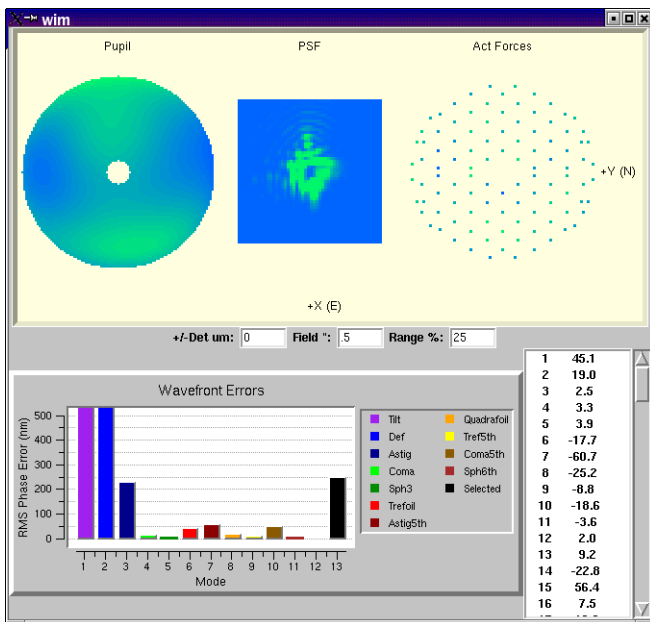 wim
Pupil PSF Act Forces
+Y (N)
+X (E)
+/-Det um: 0 Field ": .5 Range %: 25
Wavefront Errors
RMS Phase Error (nm)
500
400
300
200
100
0
1 2 3 4 5 6 7 8 9 10 11 12 13
Mode
Tilt Quadrafoil
Def Tref5th
Astig Coma5th
Coma Sph6th
Sph3 Selected
Trefoil
Astig5th
1 45.1
2 19.0
3 2.5
4 3.3
5 3.9
6 -17.7
7 -60.7
8 -25.2
9 -8.8
10 -18.6
11 -3.6
12 2.0
13 9.2
14 -22.8
15 56.4
16 7.5